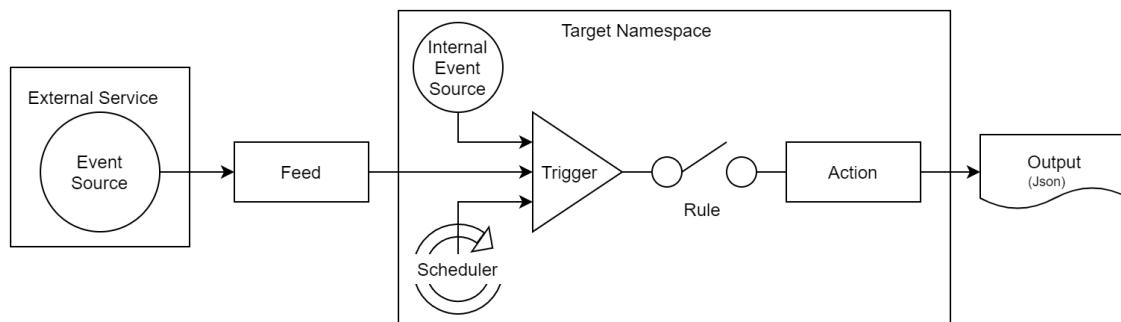 Target Namespace
Internal
Event
Source
External Service
Event
Source
Feed
Trigger
Rule
Action
Output
(Json)
Scheduler